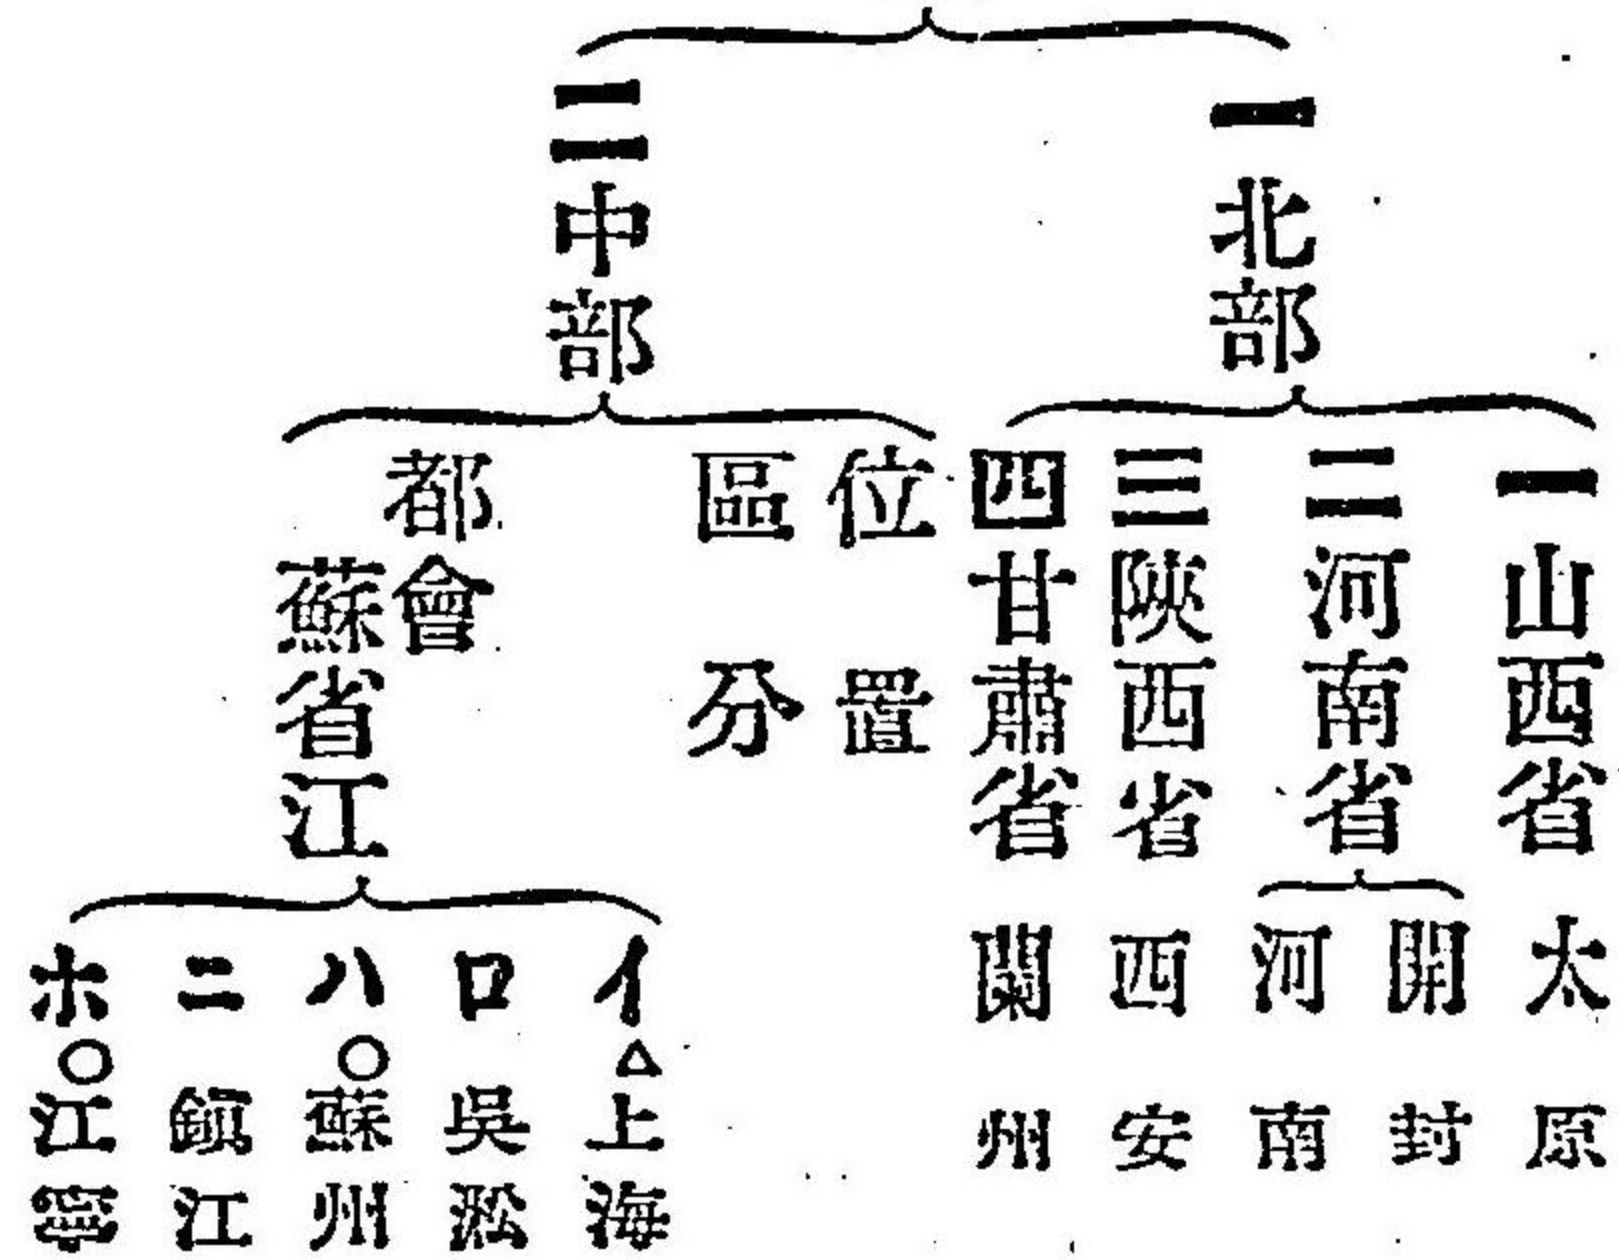 一北部
一山西省
太原
二河南省
開封
河南
三陝西省
西安
四甘肅省
蘭州
二中部
位置
區分
都會
蘇省江
イ△上海
ロ吳淞
ハ○蘇州
ニ鎮江
ホ○江寧